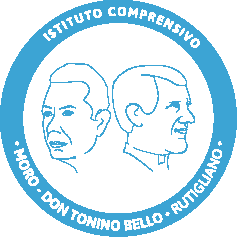 ISTITUTO COMPRENSIVO
• MORO - DON TONINO BELLO - RUTIGLIANO •